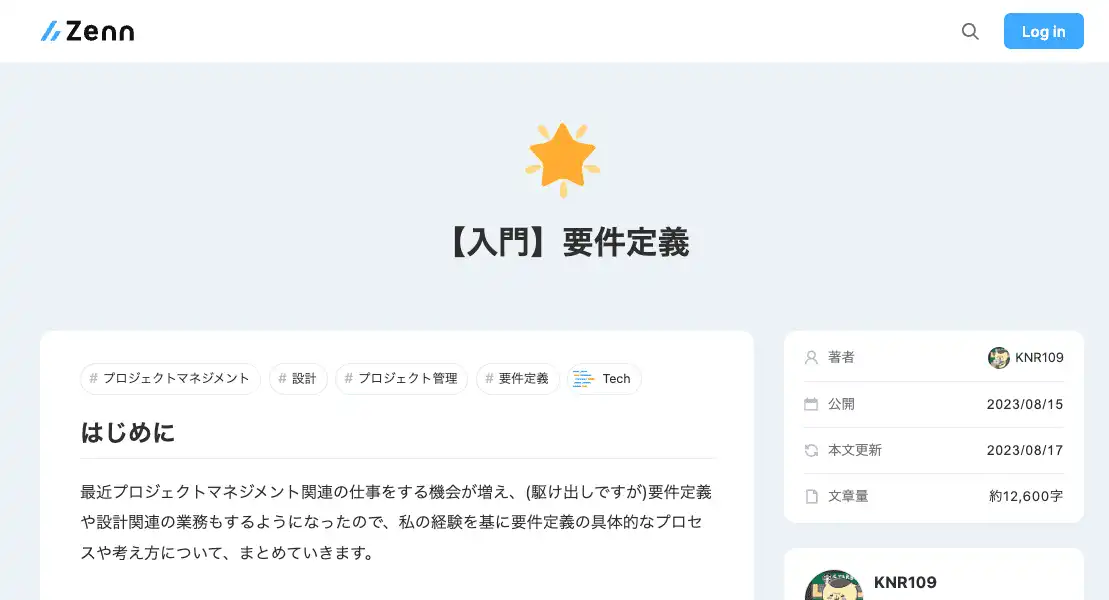 Zenn
Log in
【入門】要件定義
# プロジェクトマネジメント
# 設計
# プロジェクト管理
# 要件定義
Tech
はじめに
最近プロジェクトマネジメント関連の仕事をする機会が増え、(駆け出しですが)要件定義
や設計関連の業務もするようになったので、私の経験を基に要件定義の具体的なプロセ
スや考え方について、まとめていきます。
著者 KNR109
公開 2023/08/15
本文更新 2023/08/17
文章量 約12,600字
KNR109